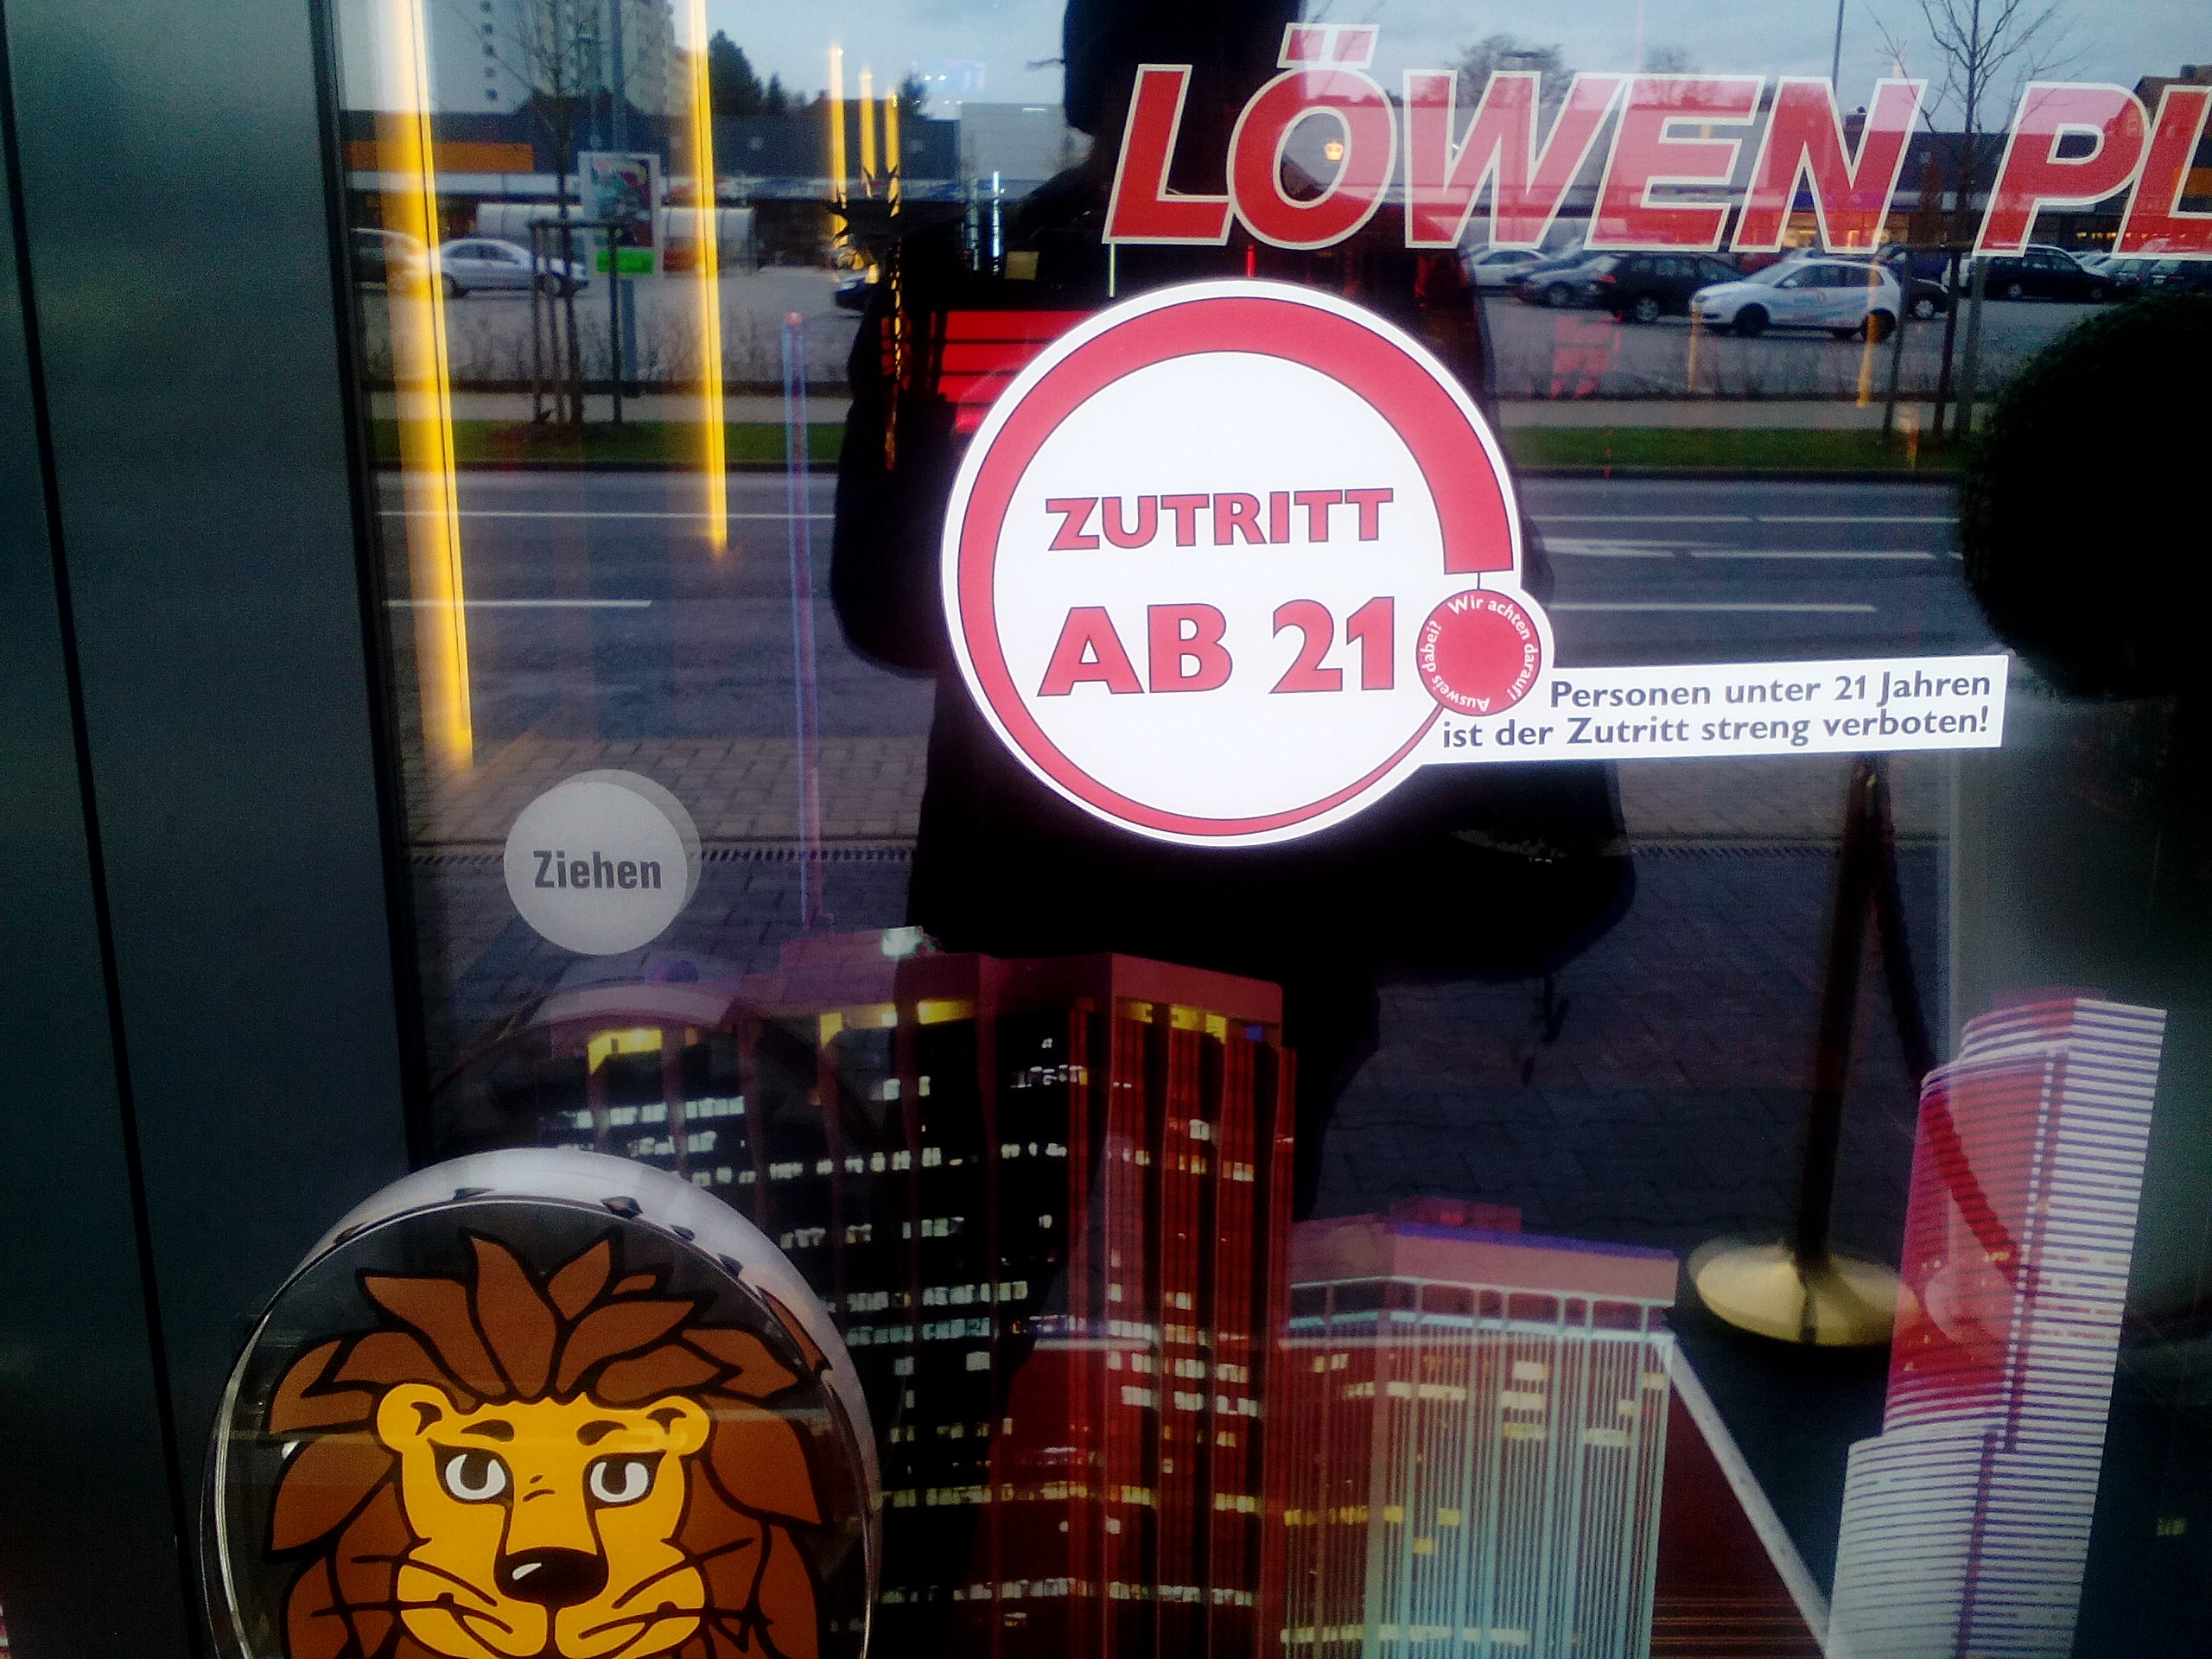 LÖWEN PL
ZUTRITT
AB 21
Wir achten darauf! Ausweis dabei?
Personen unter 21 Jahren
ist der Zutritt streng verboten!
Ziehen